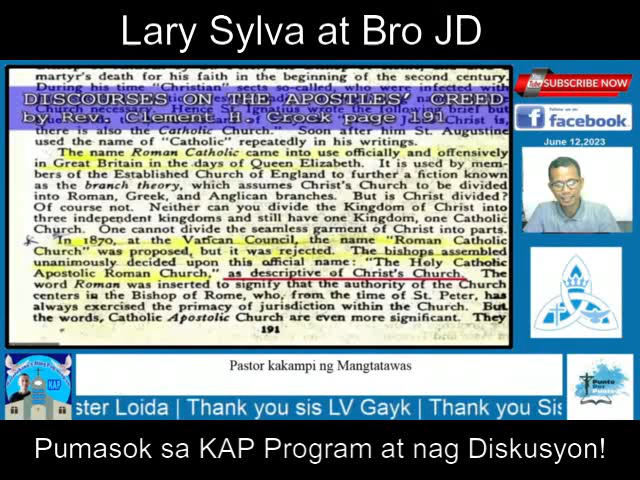 Lary Sylva at Bro JD
martyr's death for his faith in the beginning of the second century.
During his time "Christian" sects so-called, who were infected with
DISCOURSES ON THE APOSTLES' CREED
by Rev. Clement H. Crock page 191
there is also the Catholic Church." Soon after him St. Augustine
used the name of "Catholic" repeatedly in his writings.
The name Roman Catholic came into use officially and offensively
in Great Britain in the days of Queen Elizabeth. It is used by mem-
bers of the Established Church of England to further a fiction known
as the branch theory, which assumes Christ's Church to be divided
into Roman, Greek, and Anglican branches. But is Christ divided?
Of course not. Neither can you divide the Kingdom of Christ into
three independent kingdoms and still have one Kingdom, one Catholic
Church. One cannot divide the seamless garment of Christ into parts.
In 1870, at the Vatican Council, the name "Roman Catholic
Church" was proposed, but it was rejected. The bishops assembled
unanimously decided upon this official name: "The Holy Catholic
Apostolic Roman Church," as descriptive of Christ's Church. The
word Roman was inserted to signify that the authority of the Church
centers in the Bishop of Rome, who, from the time of St. Peter, has
always exercised the primacy of jurisdiction within the Church. But
the words, Catholic Apostolic Church are even more significant. They
191
SUBSCRIBE NOW
Follow us on
facebook
June 12,2023
Pastor kakampi ng Mangtatawas
KAP
ster Loida | Thank you sis LV Gayk | Thank you Sis
Punto
Por
Punto
Pumasok sa KAP Program at nag Diskusyon!